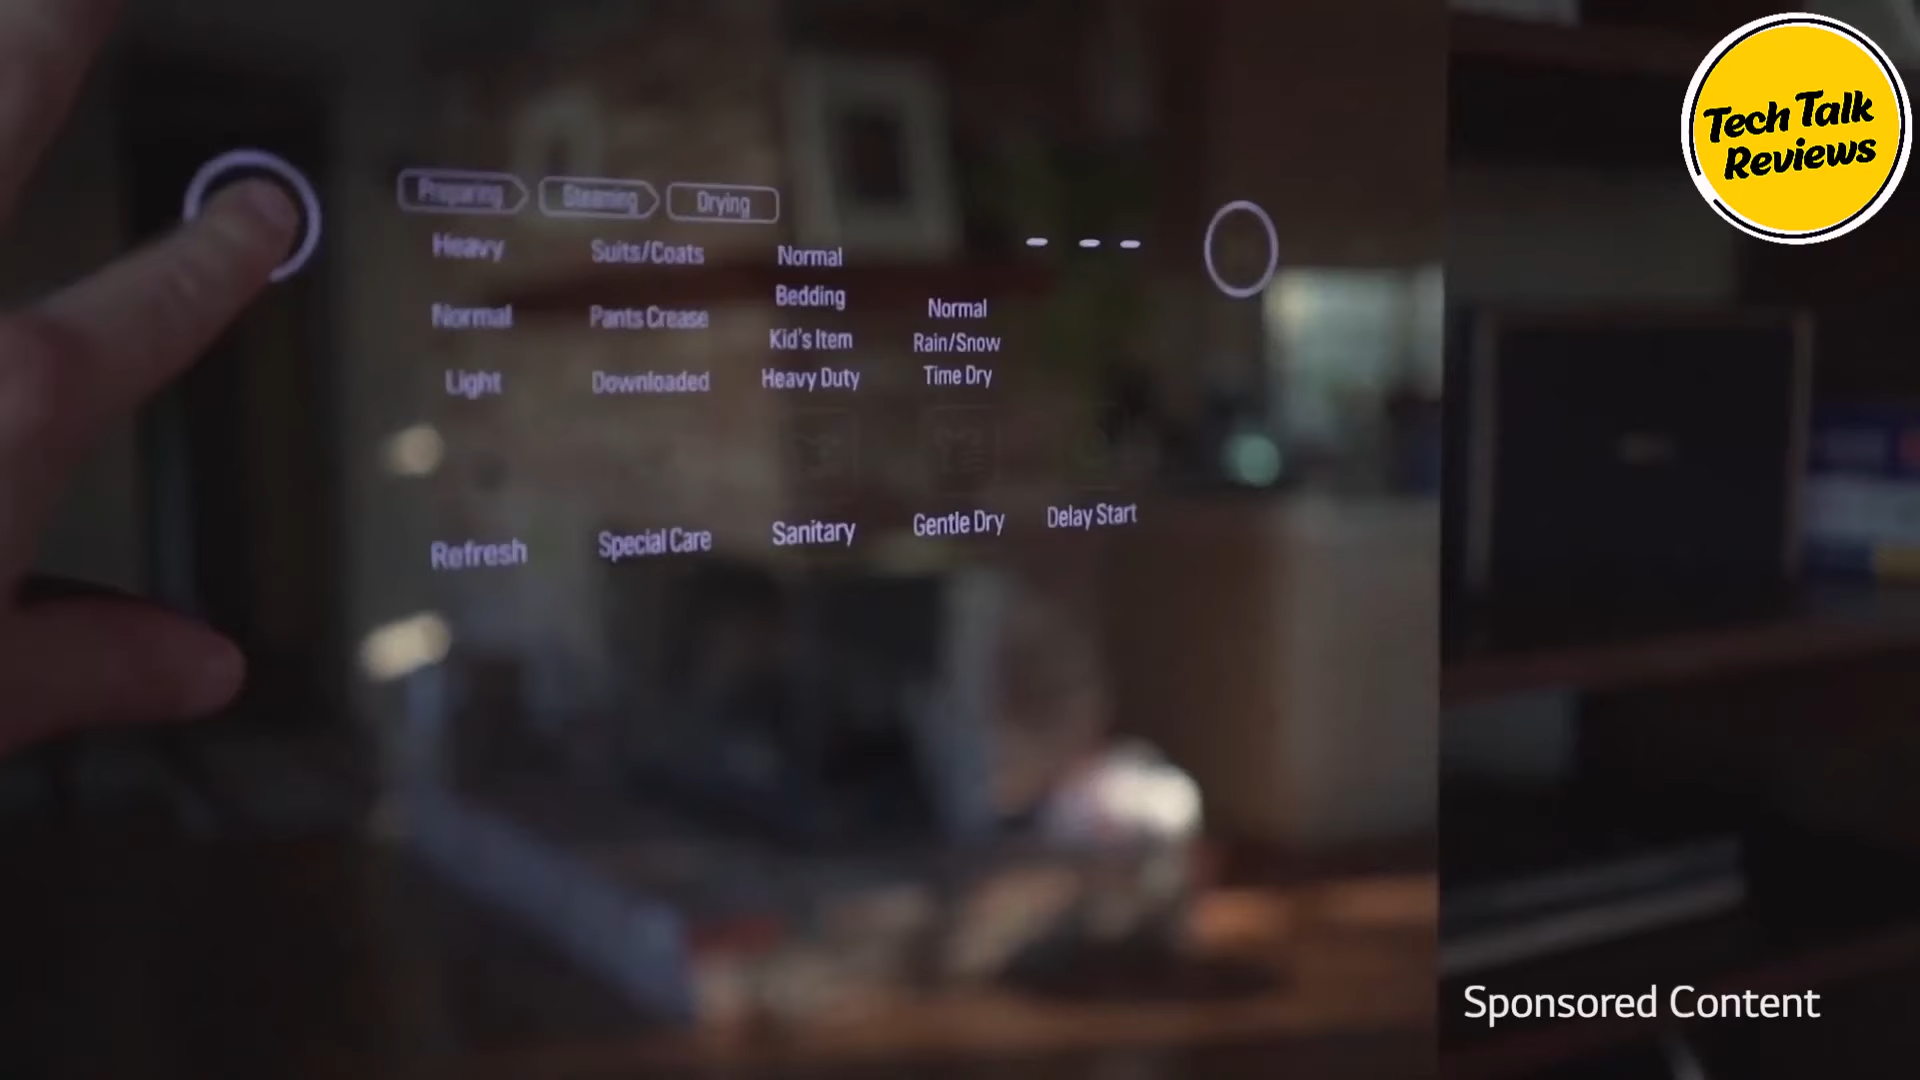 Tech Talk
Reviews
Preparing Steaming Drying
Heavy Suits/Coats Normal
Bedding
Normal Pants Crease Kid's Item
Light Downloaded Heavy Duty
Normal
Rain/Snow
Time Dry
- - -
Refresh Special Care Sanitary Gentle Dry Delay Start
Sponsored Content